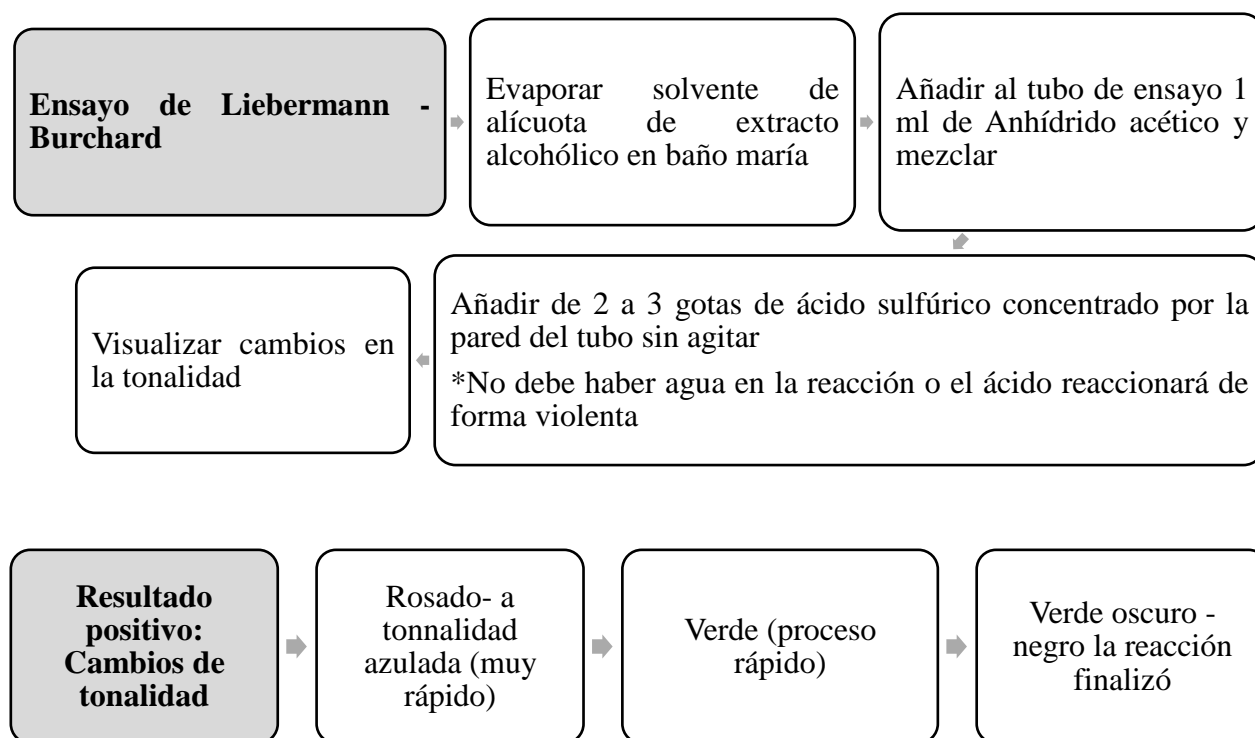 Ensayo de Liebermann -
Burchard
Evaporar solvente de
alícuota de extracto
alcohólico en baño maría
Añadir al tubo de ensayo 1
ml de Anhídrido acético y
mezclar
Añadir de 2 a 3 gotas de ácido sulfúrico concentrado por la
pared del tubo sin agitar
*No debe haber agua en la reacción o el ácido reaccionará de
forma violenta
Visualizar cambios en
la tonalidad
Resultado
positivo:
Cambios de
tonalidad
Rosado- a
tonnalidad
azulada (muy
rápido)
Verde (proceso
rápido)
Verde oscuro -
negro la reacción
finalizó